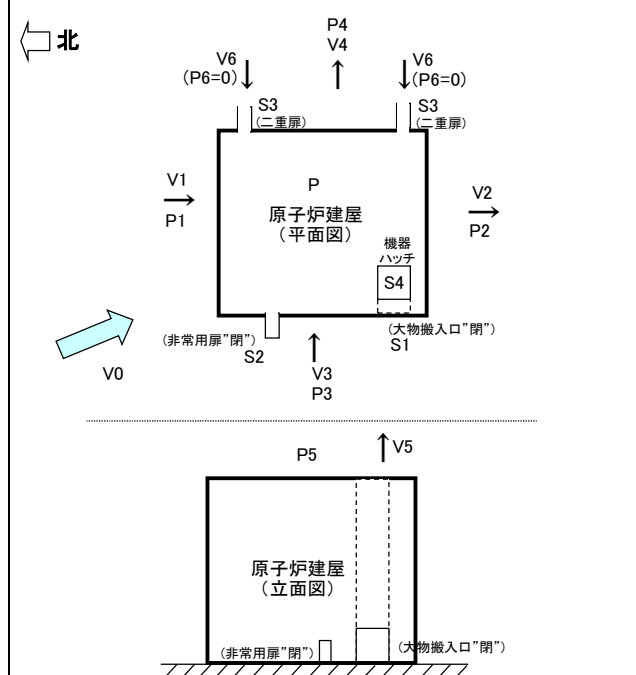 北
P4
V4
V6
(P6=0)
V6
(P6=0)
S3
(二重扉)
S3
(二重扉)
V1
P1
P
原子炉建屋
(平面図)
V2
P2
機器
ハッチ
S4
(非常用扉"閉")
S2
(大物搬入口"閉")
S1
V0
V3
P3
P5
V5
原子炉建屋
(立面図)
(非常用扉"閉")
(大物搬入口"閉")